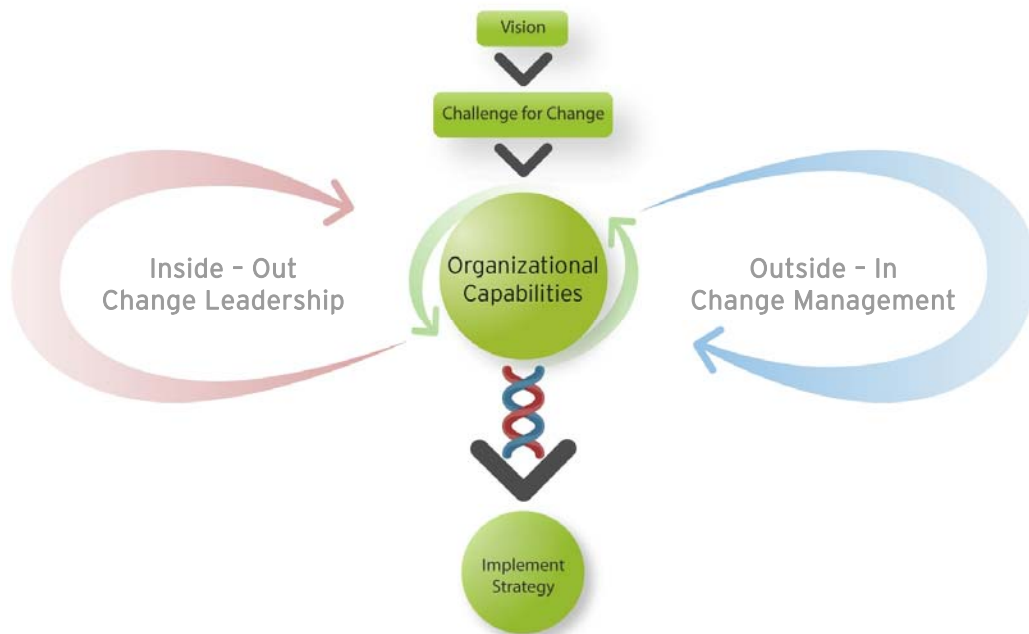 Vision
Challenge for Change
Inside – Out
Change Leadership
Organizational
Capabilities
Outside – In
Change Management
Implement
Strategy